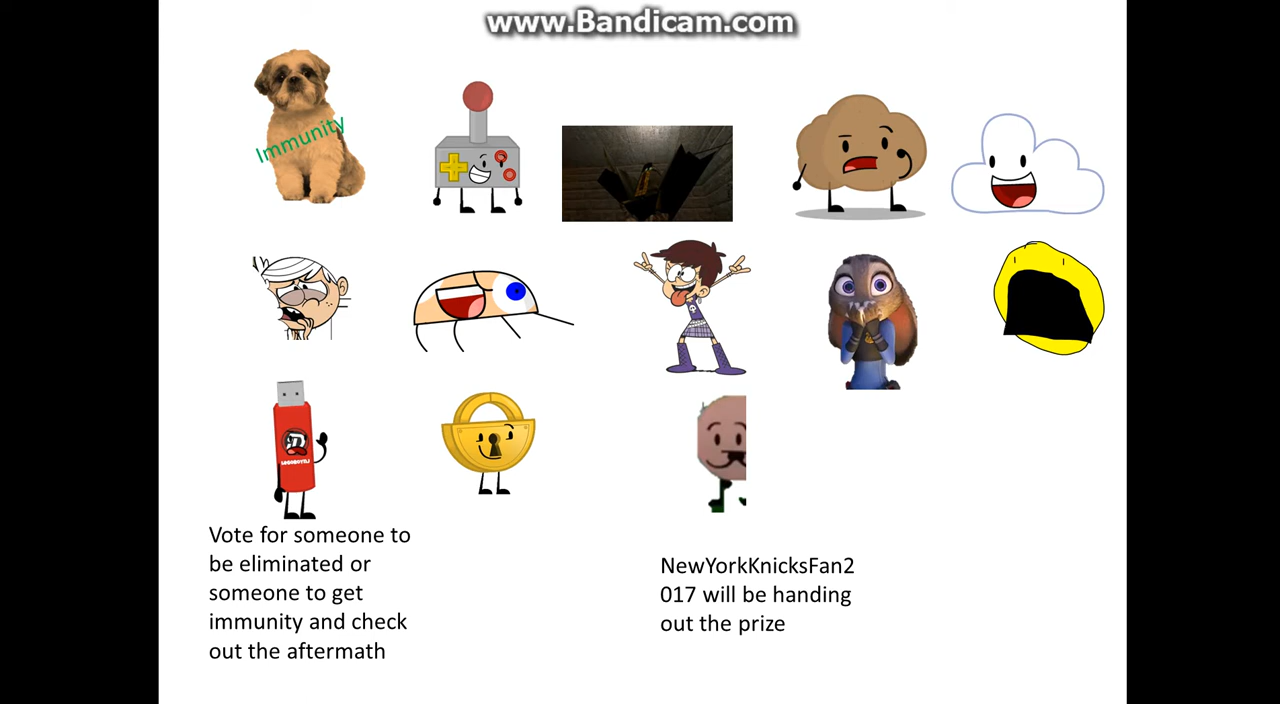 www.Bandicam.com
Immunity
Vote for someone to
be eliminated or
someone to get
immunity and check
out the aftermath
NewYorkKnicksFan2
017 will be handing
out the prize